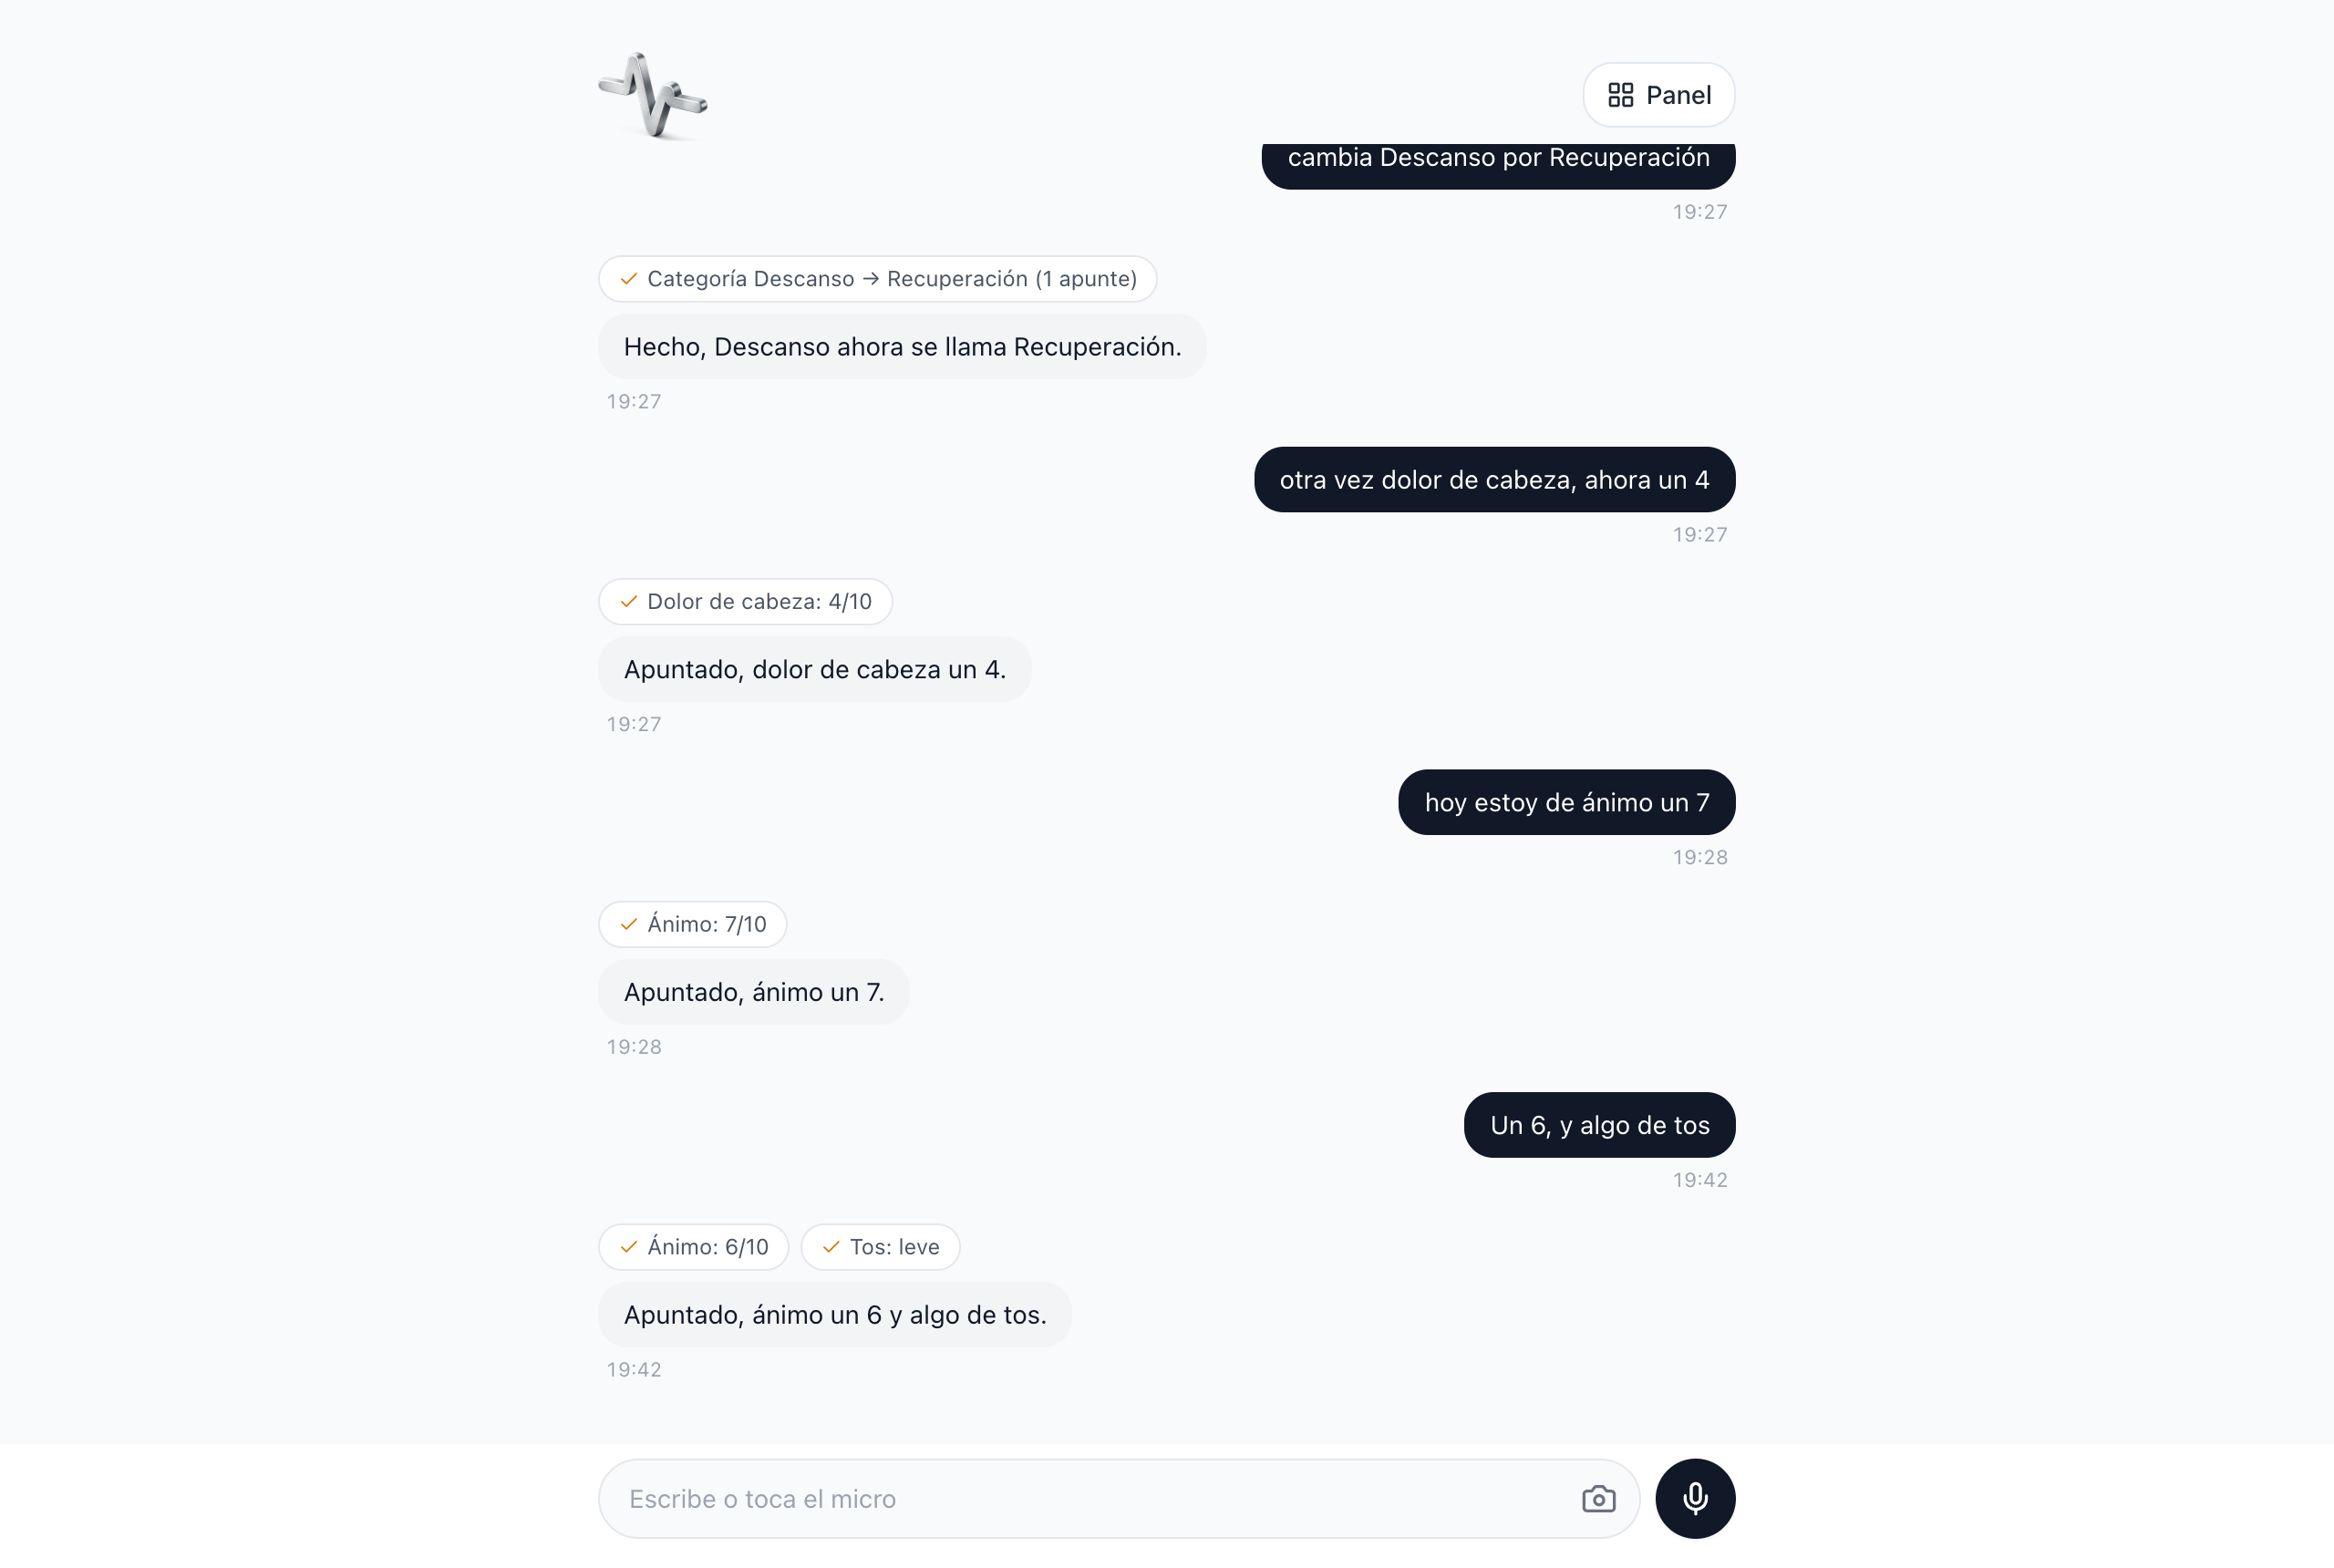 Panel
cambia Descanso por Recuperación
19:27
Categoría Descanso → Recuperación (1 apunte)
Hecho, Descanso ahora se llama Recuperación.
19:27
otra vez dolor de cabeza, ahora un 4
19:27
Dolor de cabeza: 4/10
Apuntado, dolor de cabeza un 4.
19:27
hoy estoy de ánimo un 7
19:28
Ánimo: 7/10
Apuntado, ánimo un 7.
19:28
Un 6, y algo de tos
19:42
Ánimo: 6/10 Tos: leve
Apuntado, ánimo un 6 y algo de tos.
19:42
Escribe o toca el micro